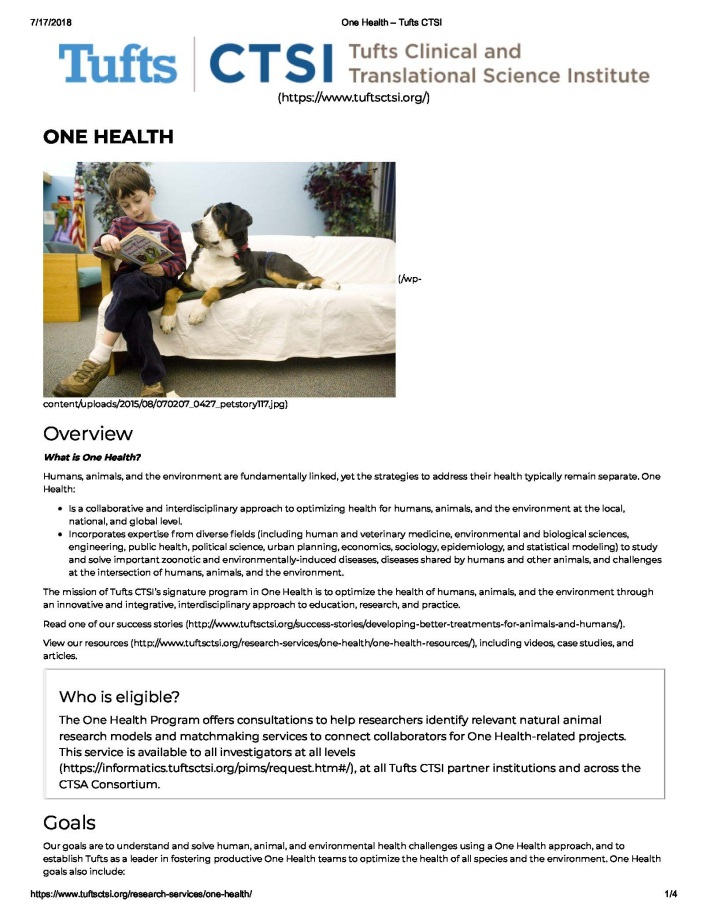 7/17/2018
One Health – Tufts CTSI
Tufts CTSI Tufts Clinical and
Translational Science Institute
(https://www.tuftsctsi.org/)
ONE HEALTH
(/wp-
content/uploads/2015/08/070207_0427_petstory117.jpg)
Overview
What is One Health?
Humans, animals, and the environment are fundamentally linked, yet the strategies to address their health typically remain separate. One
Health:
• Is a collaborative and interdisciplinary approach to optimizing health for humans, animals, and the environment at the local,
national, and global level.
• Incorporates expertise from diverse fields (including human and veterinary medicine, environmental and biological sciences,
engineering, public health, political science, urban planning, economics, sociology, epidemiology, and statistical modeling) to study
and solve important zoonotic and environmentally-induced diseases, diseases shared by humans and other animals, and challenges
at the intersection of humans, animals, and the environment.
The mission of Tufts CTSI's signature program in One Health is to optimize the health of humans, animals, and the environment through
an innovative and integrative, interdisciplinary approach to education, research, and practice.
Read one of our success stories (http://www.tuftsctsi.org/success-stories/developing-better-treatments-for-animals-and-humans/).
View our resources (http://www.tuftsctsi.org/research-services/one-health/one-health-resources/), including videos, case studies, and
articles.
Who is eligible?
The One Health Program offers consultations to help researchers identify relevant natural animal
research models and matchmaking services to connect collaborators for One Health-related projects.
This service is available to all investigators at all levels
(https://informatics.tuftsctsi.org/pims/request.htm#/), at all Tufts CTSI partner institutions and across the
CTSA Consortium.
Goals
Our goals are to understand and solve human, animal, and environmental health challenges using a One Health approach, and to
establish Tufts as a leader in fostering productive One Health teams to optimize the health of all species and the environment. One Health
goals also include:
https://www.tuftsctsi.org/research-services/one-health/
1/4